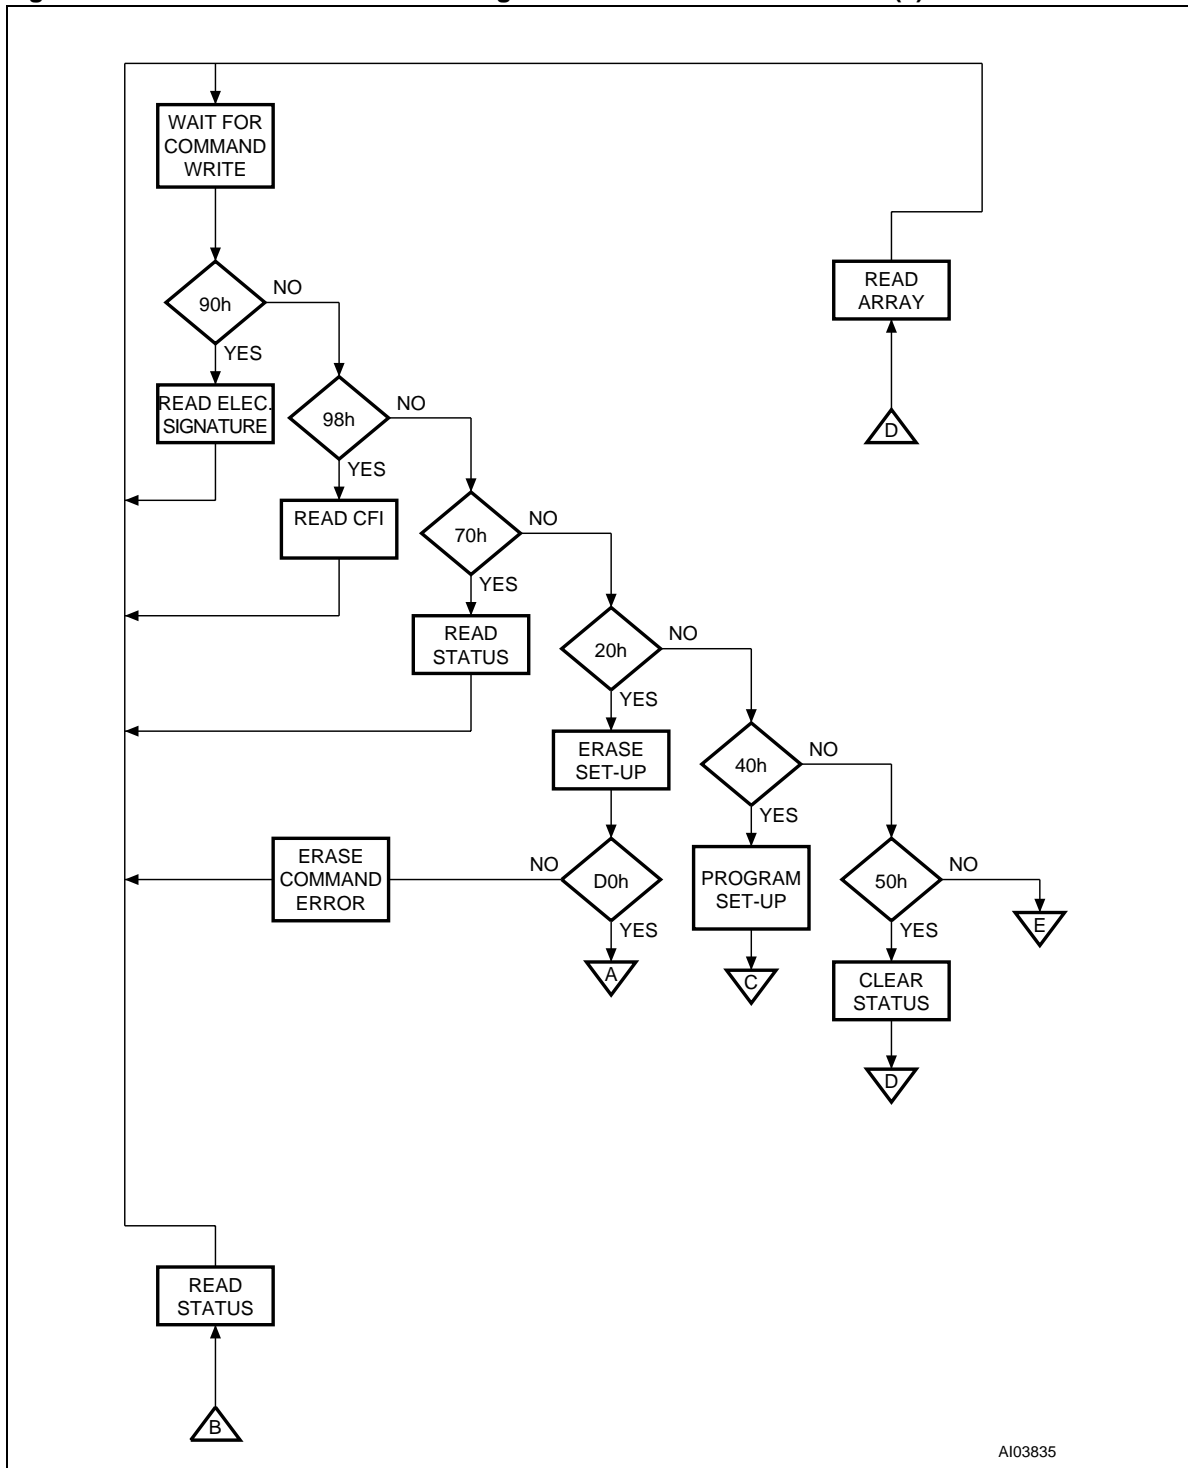 WAIT FOR
COMMAND
WRITE
90h
NO
YES
READ
ARRAY
READ ELEC.
SIGNATURE
98h
NO
YES
D
READ CFI
70h
NO
YES
READ
STATUS
20h
NO
YES
ERASE
SET-UP
40h
NO
YES
ERASE
COMMAND
ERROR
NO
D0h
YES
PROGRAM
SET-UP
50h
NO
YES
E
A
C
CLEAR
STATUS
D
READ
STATUS
B
AI03835